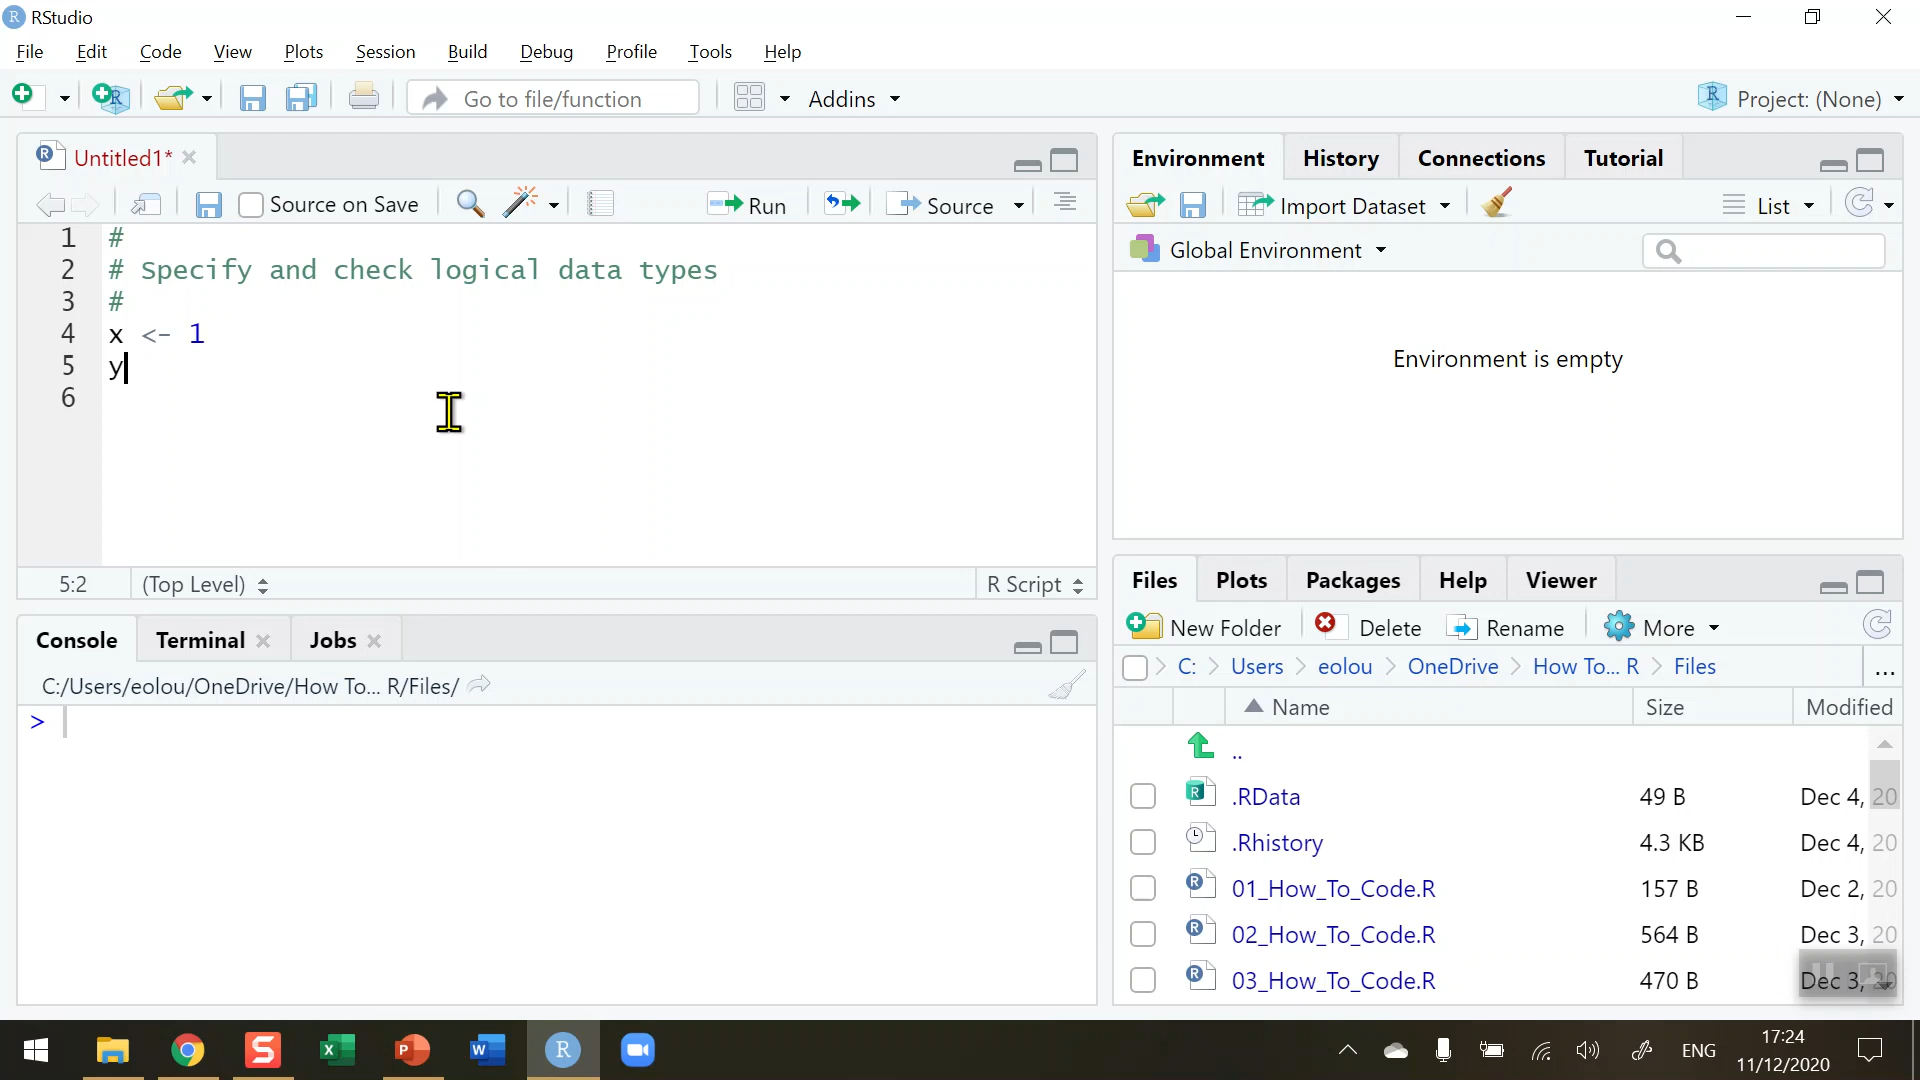 RStudio
File Edit Code View Plots Session Build Debug Profile Tools Help
Go to file/function Addins Project: (None)
Untitled1*
Source on Save Run Source
1 #
2 # Specify and check logical data types
3 #
4 x <- 1
5 y
6
5:2 (Top Level) R Script
Console Terminal Jobs
C:/Users/eolou/OneDrive/How To... R/Files/
>
Environment History Connections Tutorial
Import Dataset List
Global Environment
Environment is empty
Files Plots Packages Help Viewer
New Folder Delete Rename More
C: Users eolou OneDrive How To... R Files ...
Name Size Modified
..
.RData 49 B Dec 4, 20
.Rhistory 4.3 KB Dec 4, 20
01_How_To_Code.R 157 B Dec 2, 20
02_How_To_Code.R 564 B Dec 3, 20
03_How_To_Code.R 470 B Dec 3, 20
ENG 17:24
11/12/2020